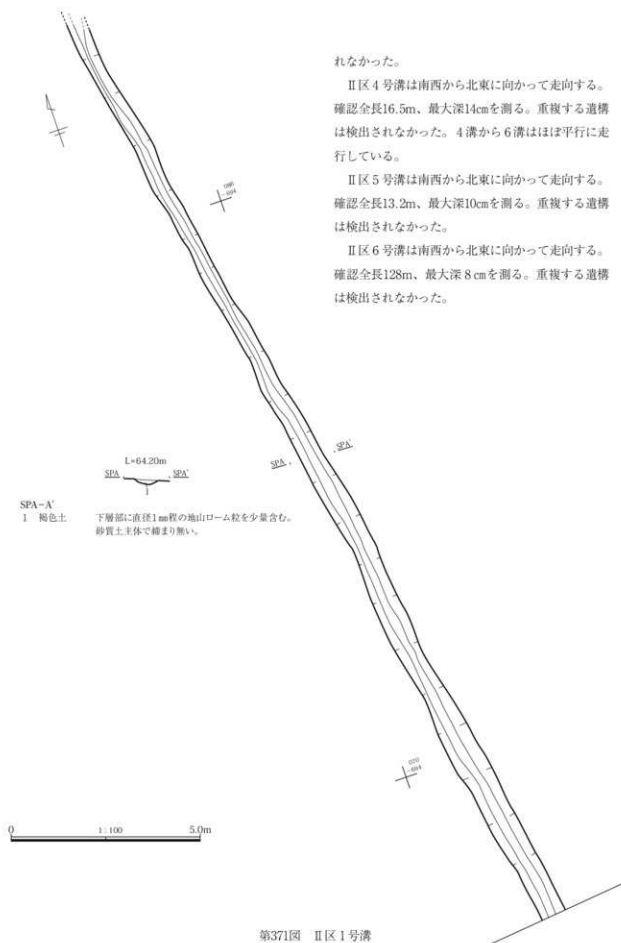 れなかった。
　Ⅱ区４号溝は南西から北東に向かって走向する。
確認全長16.5m、最大深14㎝を測る。重複する遺構
は検出されなかった。４溝から６溝はほぼ平行に走
行している。
　Ⅱ区５号溝は南西から北東に向かって走向する。
確認全長13.2m、最大深10㎝を測る。重複する遺構
は検出されなかった。
　Ⅱ区６号溝は南西から北東に向かって走向する。
確認全長128m、最大深８㎝を測る。重複する遺構
は検出されなかった。
-694
SPA
SPA'
L=64.20m
SPA
SPA'
1
SPA-A'
1　褐色土　下層部に直径1㎜程の地山ローム粒を少量含む。
砂質土主体で締まり無い。
070
-684
0　1：100　5.0m
第371図　Ⅱ区１号溝